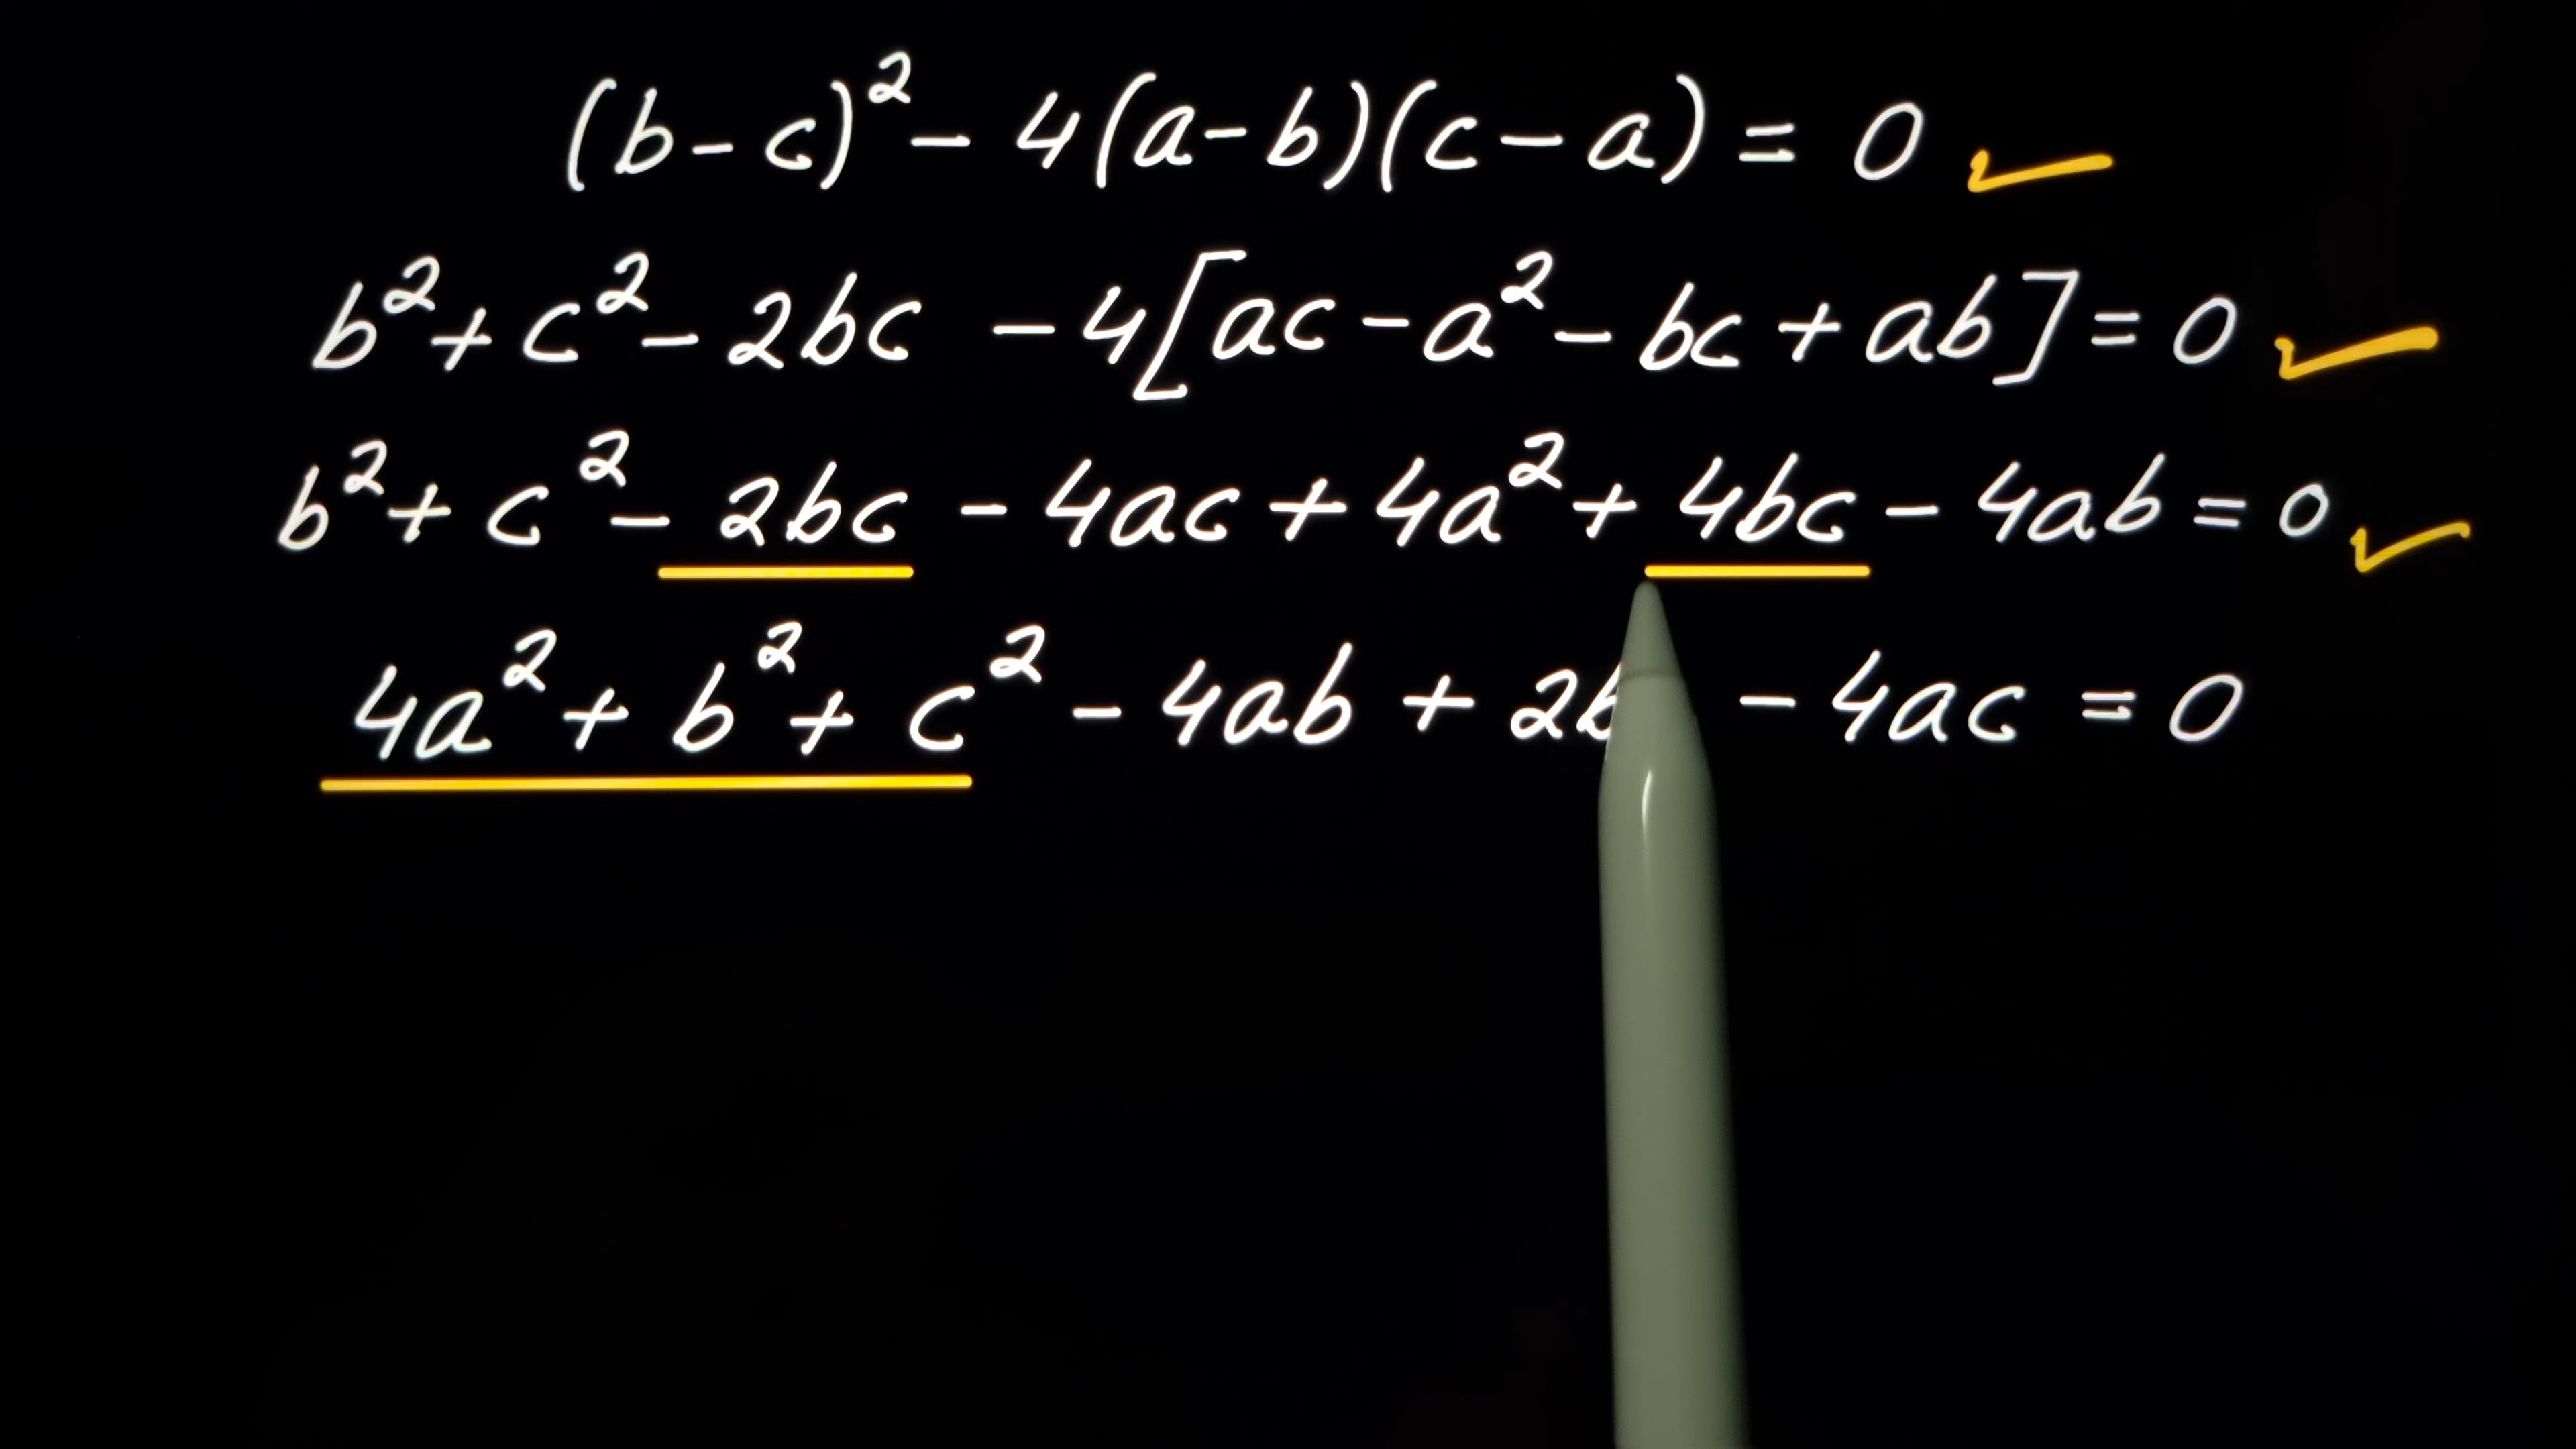 (b-c)² - 4(a-b)(c-a) = 0
b² + c² - 2bc - 4[ac - a² - bc + ab] = 0
b² + c² - 2bc - 4ac + 4a² + 4bc - 4ab = 0
4a² + b² + c² - 4ab + 2b - 4ac = 0